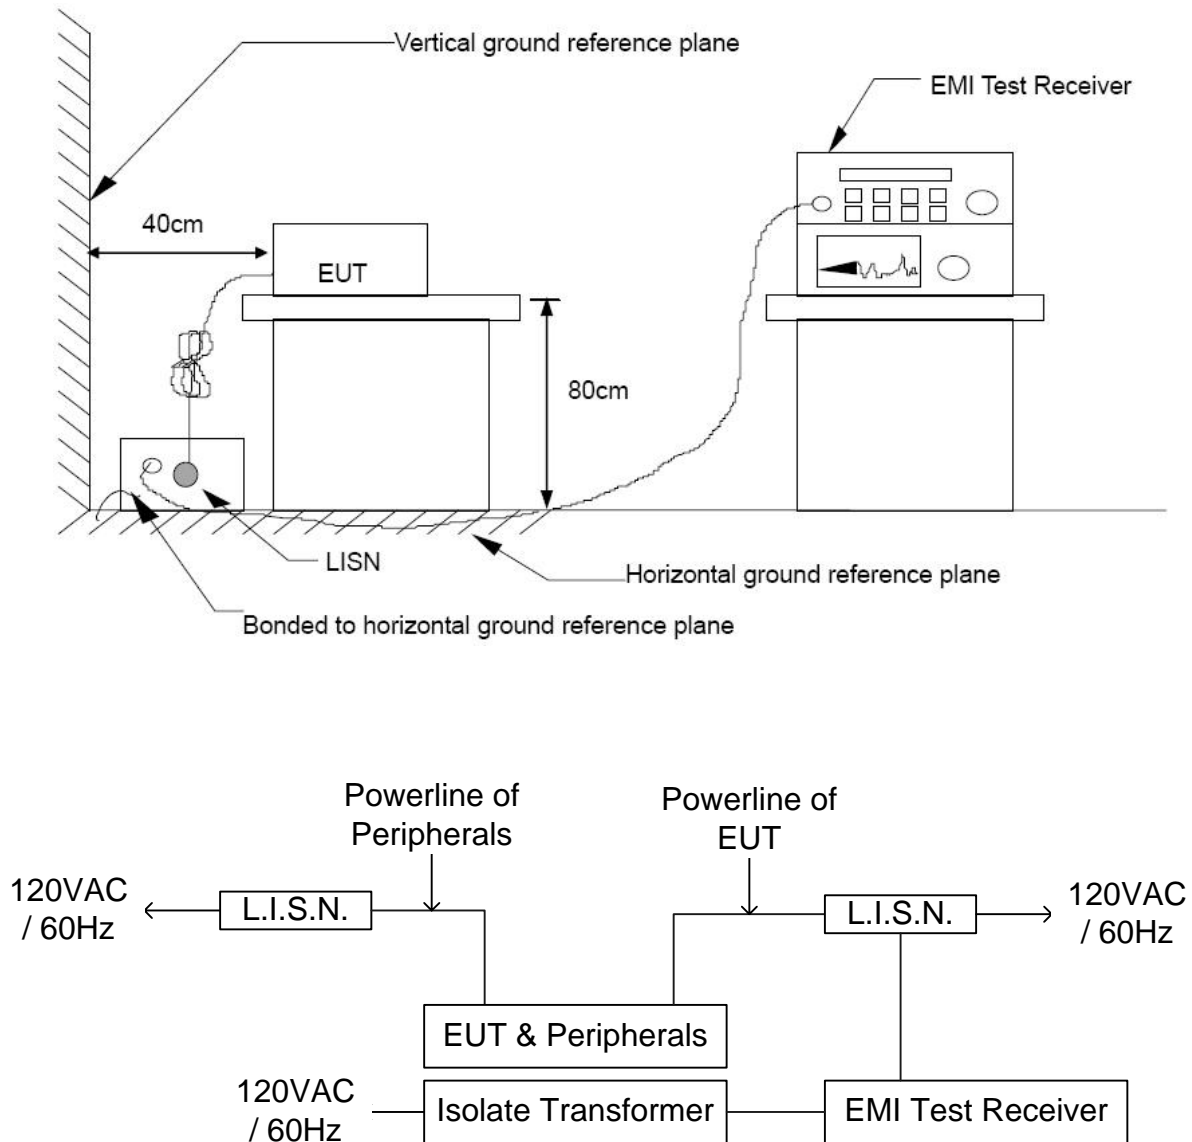 Vertical ground reference plane
EMI Test Receiver
40cm
EUT
80cm
LISN
Horizontal ground reference plane
Bonded to horizontal ground reference plane
Powerline of
Peripherals
Powerline of
EUT
120VAC
/ 60Hz
L.I.S.N.
L.I.S.N.
120VAC
/ 60Hz
EUT & Peripherals
120VAC
/ 60Hz
Isolate Transformer
EMI Test Receiver